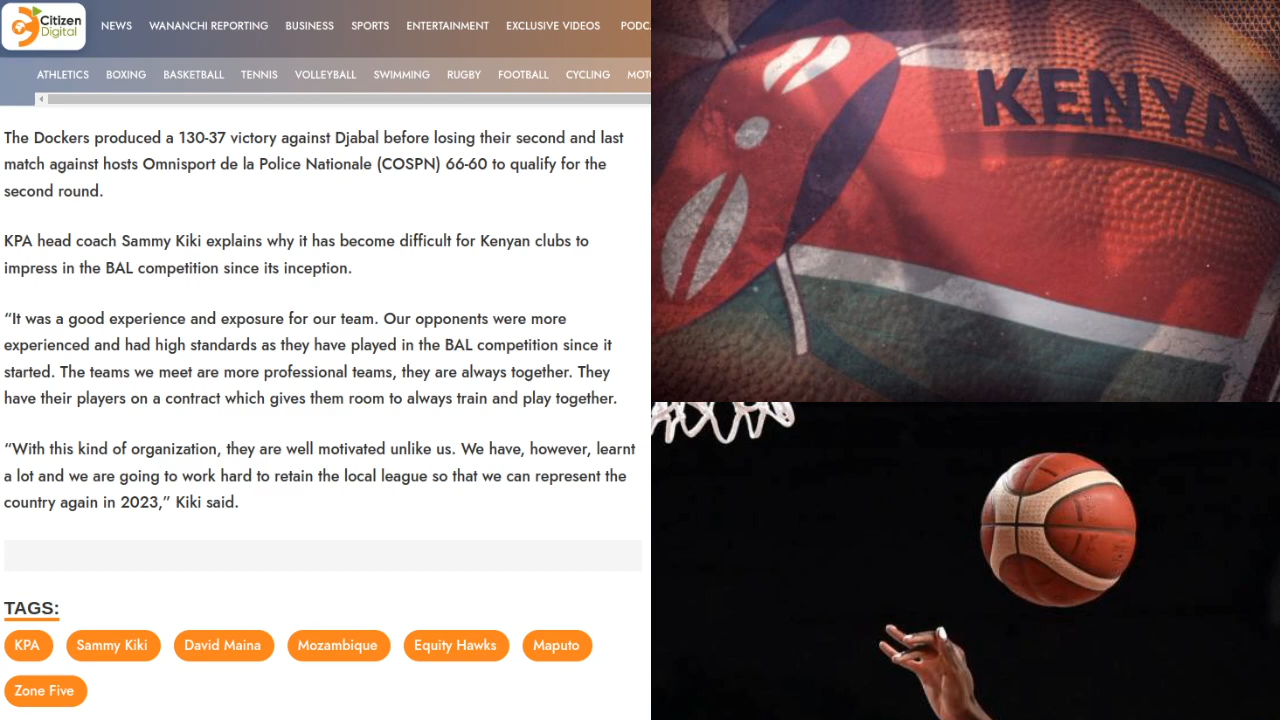 Citizen
Digital
NEWS WANANCHI REPORTING BUSINESS SPORTS ENTERTAINMENT EXCLUSIVE VIDEOS PODC
ATHLETICS BOXING BASKETBALL TENNIS VOLLEYBALL SWIMMING RUGBY FOOTBALL CYCLING MOTO
The Dockers produced a 130-37 victory against Djabal before losing their second and last
match against hosts Omnisport de la Police Nationale (COSPN) 66-60 to qualify for the
second round.
KPA head coach Sammy Kiki explains why it has become difficult for Kenyan clubs to
impress in the BAL competition since its inception.
“It was a good experience and exposure for our team. Our opponents were more
experienced and had high standards as they have played in the BAL competition since it
started. The teams we meet are more professional teams, they are always together. They
have their players on a contract which gives them room to always train and play together.
“With this kind of organization, they are well motivated unlike us. We have, however, learnt
a lot and we are going to work hard to retain the local league so that we can represent the
country again in 2023,” Kiki said.
TAGS:
KPA Sammy Kiki David Maina Mozambique Equity Hawks Maputo
Zone Five
KENYA